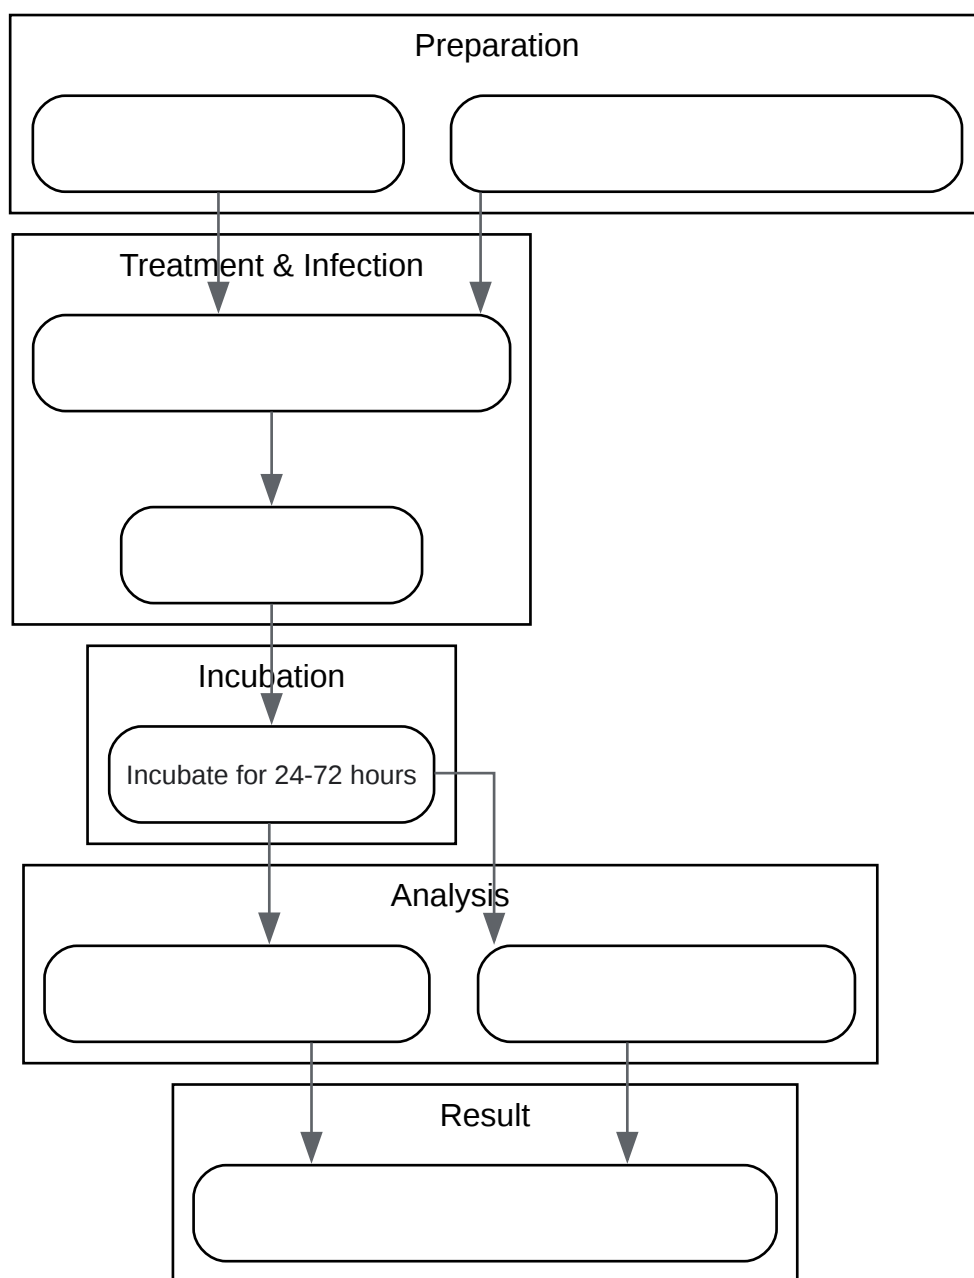 Preparation
Treatment & Infection
Incubation
Incubate for 24-72 hours
Analysis
Result